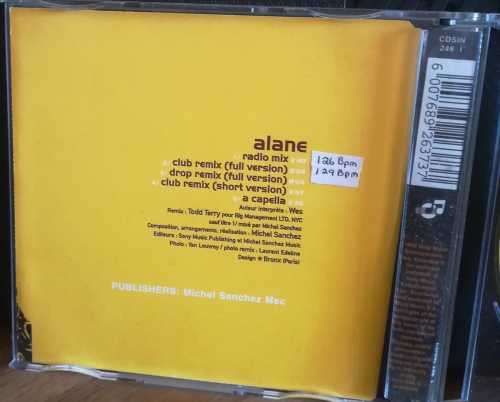 alane
radio mix
club remix (full version)
drop remix (full version)
club remix (short version)
a capella
126 Bpm
129 Bpm
Auteur interprète : Wes
Remix : Todd Terry pour Big Management LTD, NYC
sauf titre 1/ mixé par Michel Sanchez
Composition, arrangements, réalisation : Michel Sanchez
Editeurs : Sony Music Publishing et Michel Sanchez Music
Photo : Yan Leuvrey / photo remix : Laurent Edeline
Design : Bronx (Paris)
PUBLISHERS: Michel Sanchez Mec
CDSIN
246 I
6 007689 263737